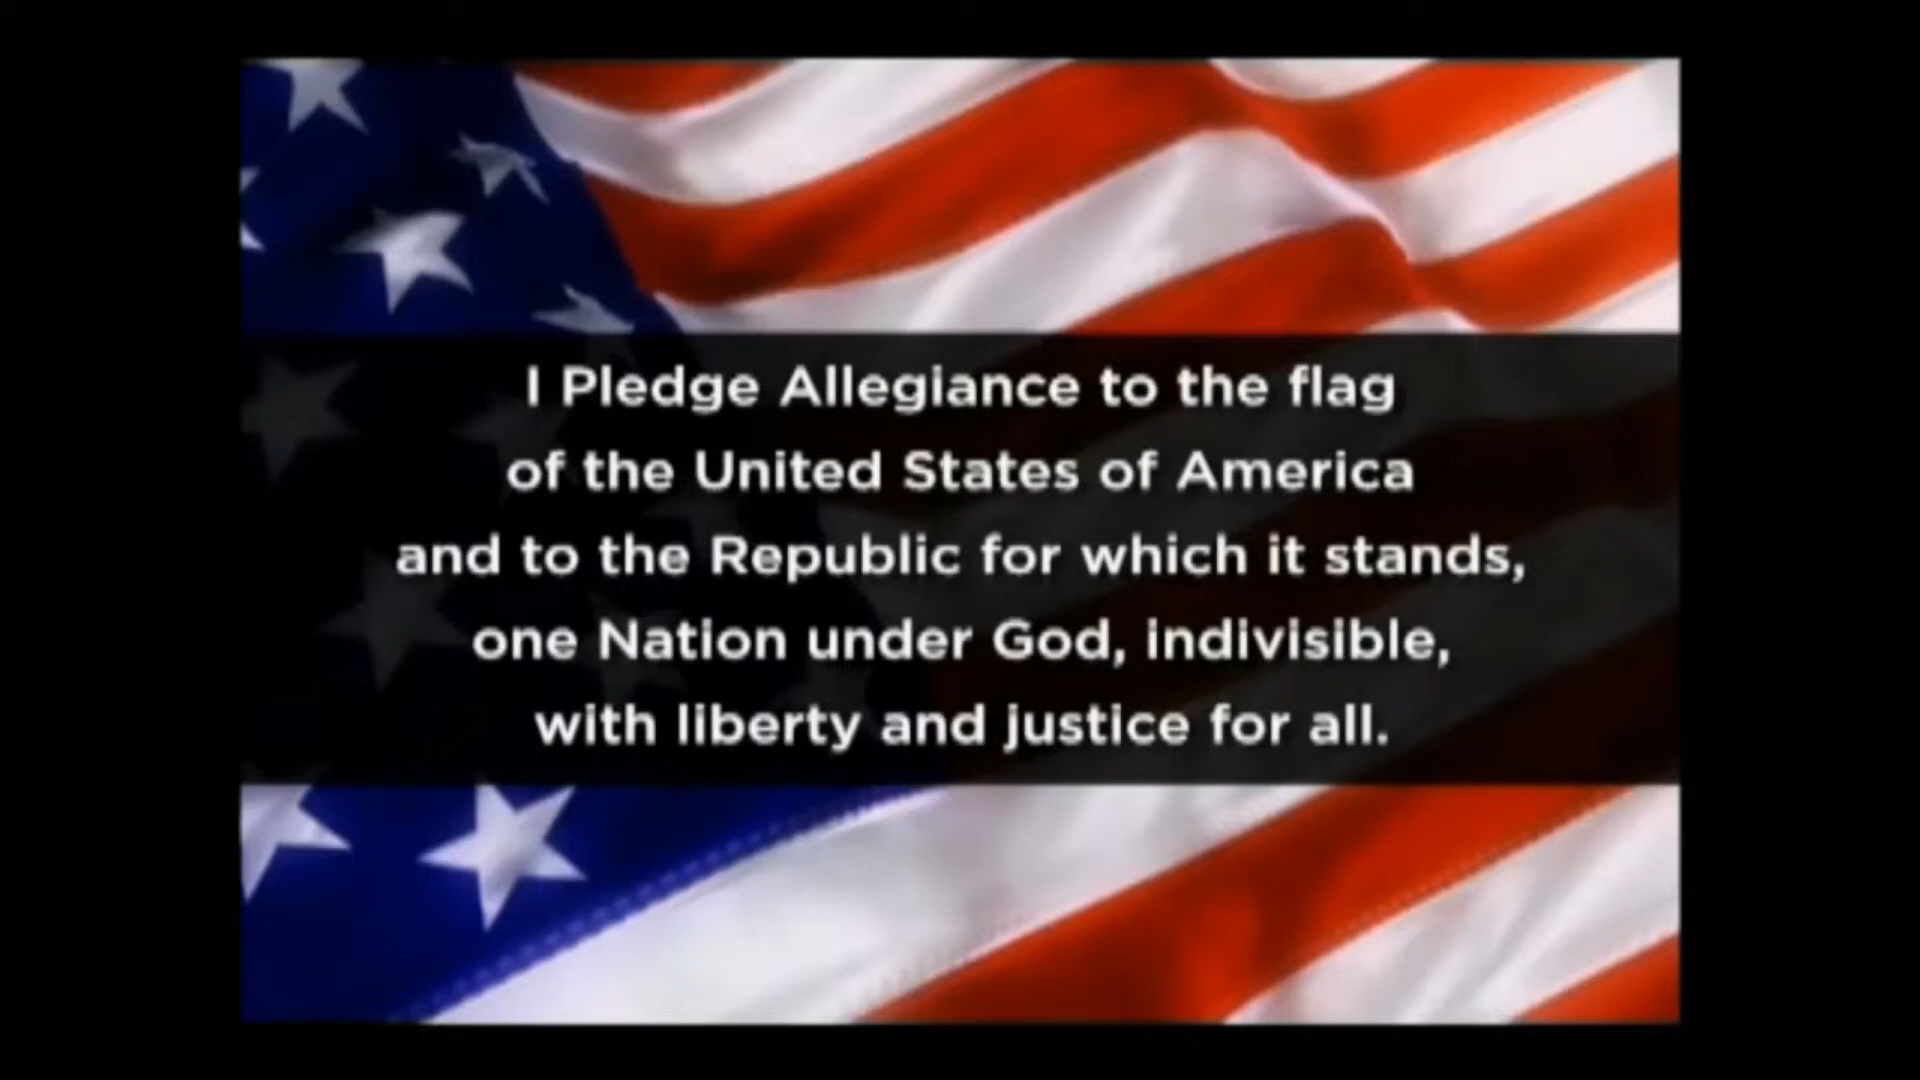 I Pledge Allegiance to the flag
of the United States of America
and to the Republic for which it stands,
one Nation under God, indivisible,
with liberty and justice for all.